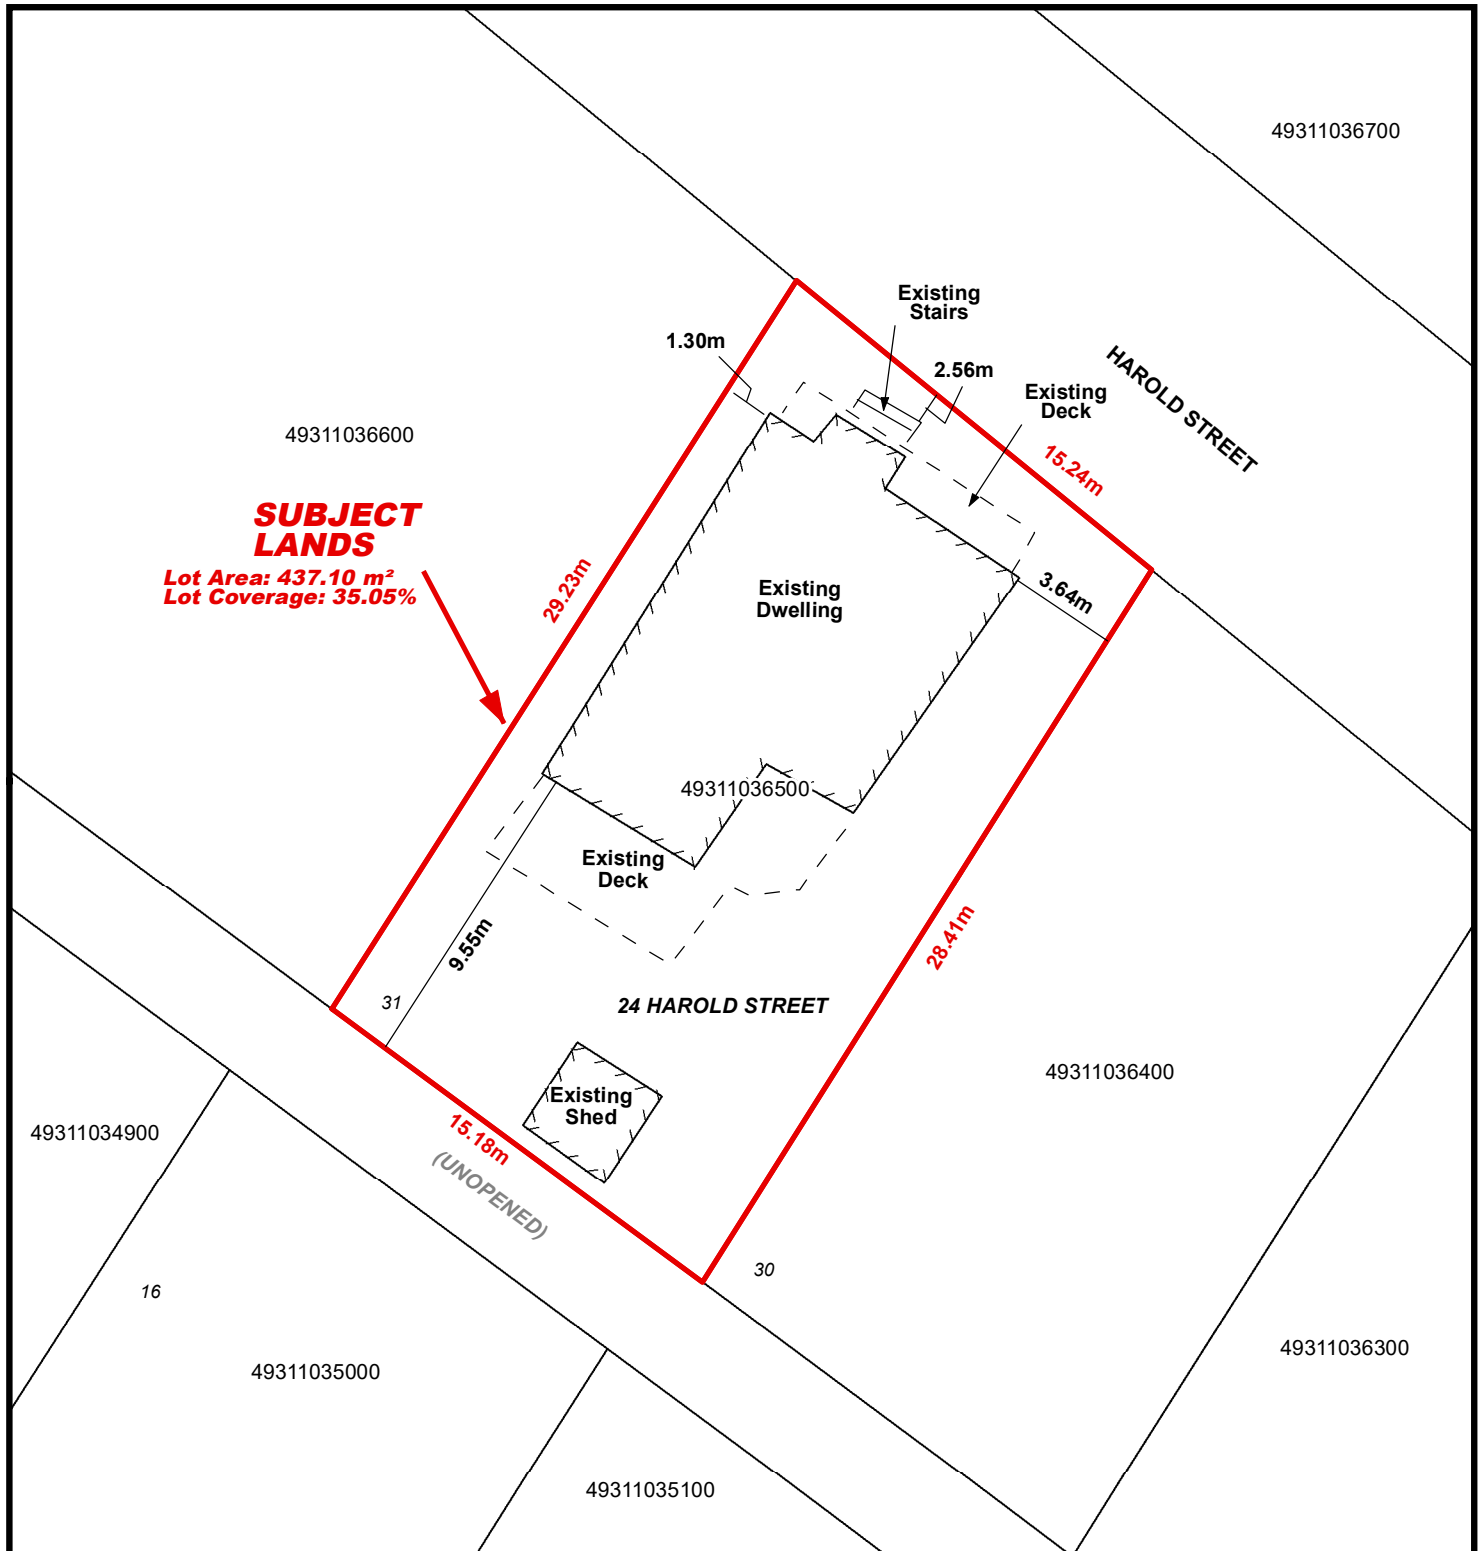 49311036700
Existing
Stairs
1.30m
2.56m
HAROLD STREET
Existing
Deck
49311036600
15.24m
SUBJECT
LANDS
Lot Area: 437.10 m²
Lot Coverage: 35.05%
29.23m
Existing
Dwelling
3.64m
49311036500
Existing
Deck
9.55m
28.41m
31
24 HAROLD STREET
49311036400
Existing
Shed
49311034900
15.18m
(UNOPENED)
30
16
49311036300
49311035000
49311035100